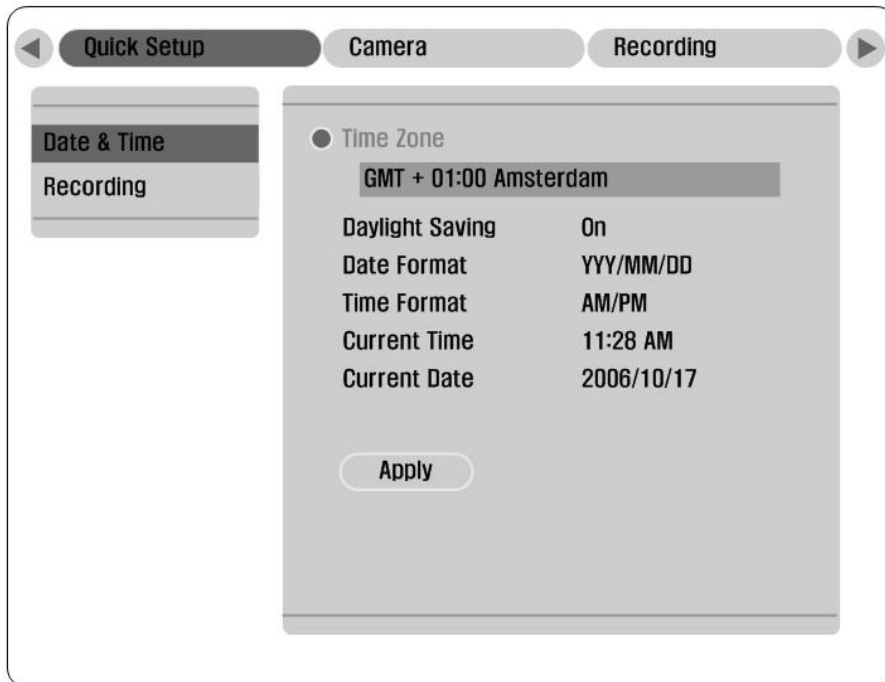 Quick Setup
Camera
Recording
Date & Time
Recording
Time Zone
GMT + 01:00 Amsterdam
Daylight Saving On
Date Format YYY/MM/DD
Time Format AM/PM
Current Time 11:28 AM
Current Date 2006/10/17
Apply